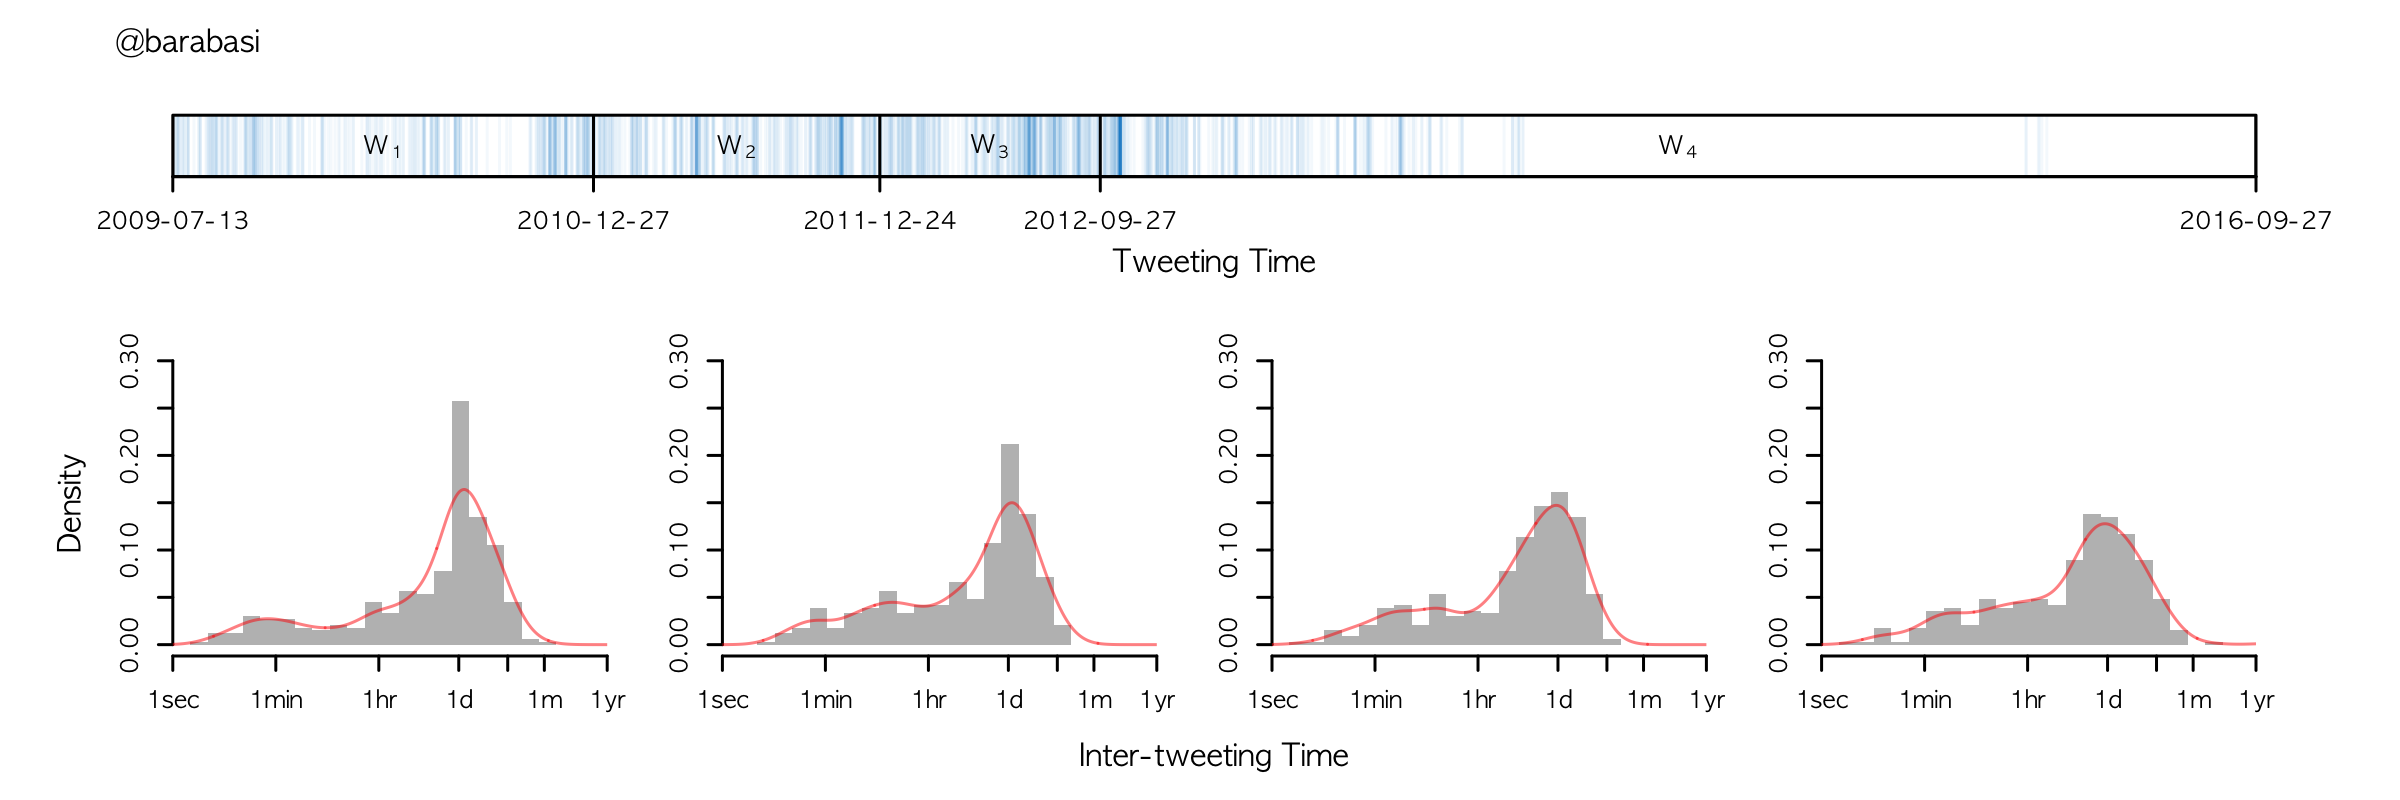 @barabasi
W1 W2 W3 W4
2009-07-13 2010-12-27 2011-12-24 2012-09-27 2016-09-27
Tweeting Time
Density
0.00 0.10 0.20 0.30
0.00 0.10 0.20 0.30
0.00 0.10 0.20 0.30
0.00 0.10 0.20 0.30
1sec 1min 1hr 1d 1m 1yr
1sec 1min 1hr 1d 1m 1yr
1sec 1min 1hr 1d 1m 1yr
1sec 1min 1hr 1d 1m 1yr
Inter-tweeting Time